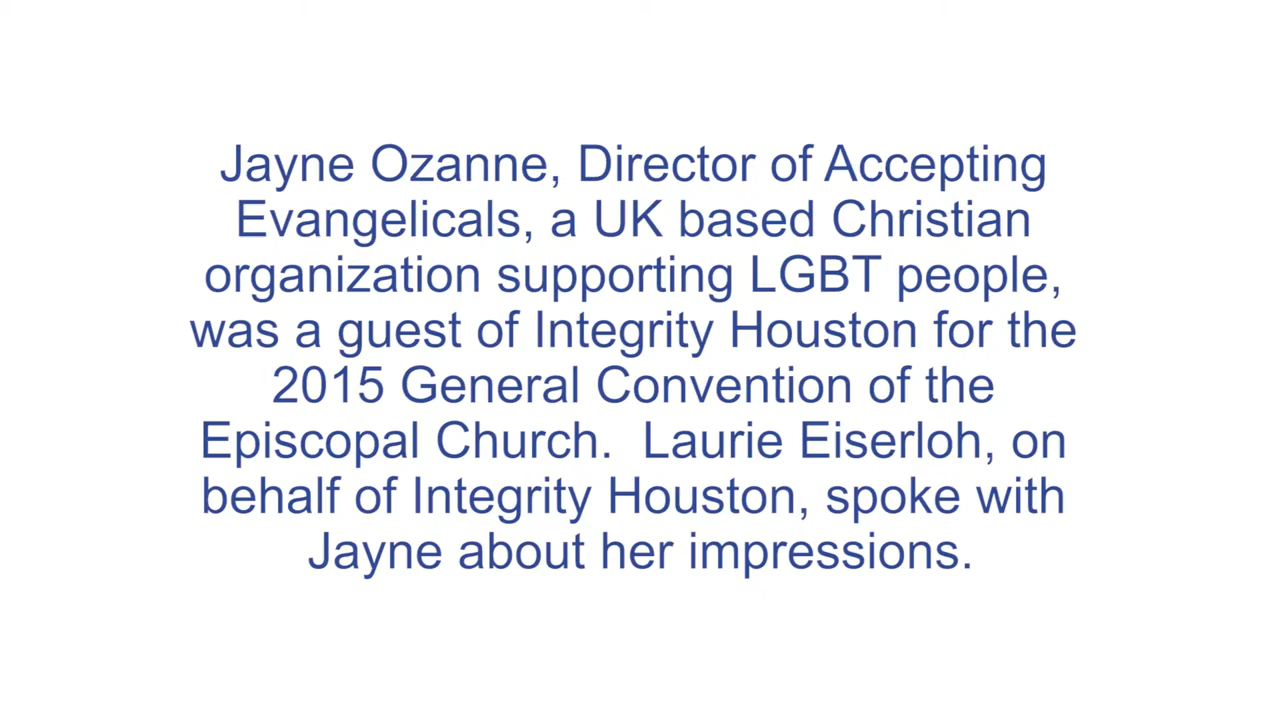 Jayne Ozanne, Director of Accepting
Evangelicals, a UK based Christian
organization supporting LGBT people,
was a guest of Integrity Houston for the
2015 General Convention of the
Episcopal Church.  Laurie Eiserloh, on
behalf of Integrity Houston, spoke with
Jayne about her impressions.